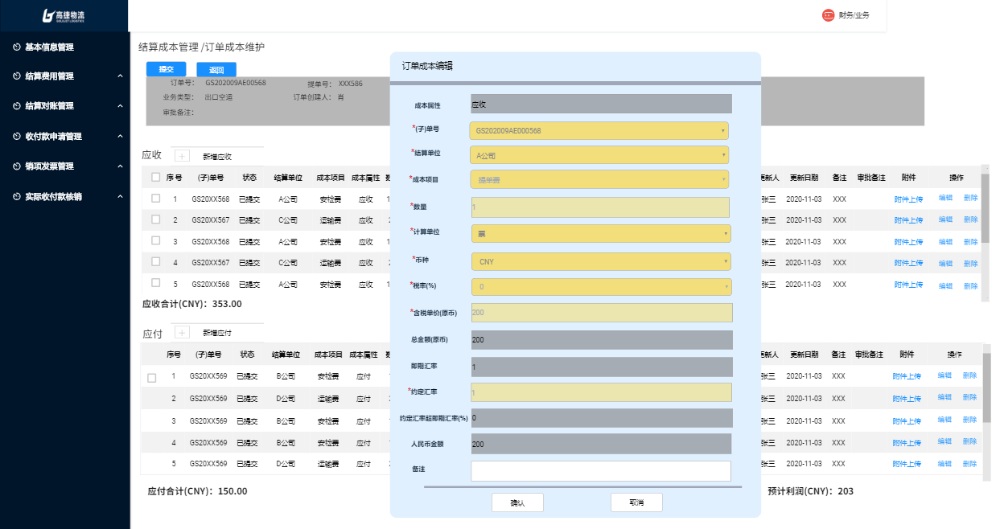 高捷物流
财务/业务
基本信息管理
结算费用管理
结算对账管理
收付款申请管理
销项发票管理
实际收付款核销
结算成本管理 /订单成本维护
提交 返回
订单号: GS202009AE00568 提单号: XXX586
业务类型: 出口空运 订单创建人: 肖
审批备注:
应收 + 新增应收
序号 (子)单号 状态 结算单位 成本项目 成本属性 更新人 更新日期 备注 审批备注 附件 操作
1 GS20XX568 已提交 A公司 安检费 应收 1 张三 2020-11-03 XXX 附件上传 编辑 删除
2 GS20XX567 已提交 C公司 运输费 应收 张三 2020-11-03 XXX 附件上传 编辑 删除
3 GS20XX568 已提交 A公司 安检费 应收 1 张三 2020-11-03 XXX 附件上传 编辑 删除
4 GS20XX567 已提交 C公司 运输费 应收 张三 2020-11-03 XXX 附件上传 编辑 删除
5 GS20XX568 已提交 A公司 安检费 应收 1 张三 2020-11-03 XXX 附件上传 编辑 删除
应收合计(CNY): 353.00
应付 + 新增应付
序号 (子)单号 状态 结算单位 成本项目 成本属性 更新人 更新日期 备注 审批备注 附件 操作
1 GS20XX569 已提交 B公司 安检费 应付 张三 2020-11-03 XXX 附件上传 编辑 删除
2 GS20XX569 已提交 D公司 运输费 应付 张三 2020-11-03 XXX 附件上传 编辑 删除
3 GS20XX569 已提交 B公司 安检费 应付 张三 2020-11-03 XXX 附件上传 编辑 删除
4 GS20XX569 已提交 B公司 安检费 应付 张三 2020-11-03 XXX 附件上传 编辑 删除
5 GS20XX569 已提交 D公司 运输费 应付 张三 2020-11-03 XXX 附件上传 编辑 删除
应付合计(CNY): 150.00
预计利润(CNY): 203
订单成本编辑
成本属性 应收
*(子)单号 GS202009AE000568
*结算单位 A公司
*成本项目 提单费
*数量 1
*计算单位 票
*币种 CNY
*税率(%) 0
*含税单价(原币) 200
总金额(原币) 200
即期汇率 1
*约定汇率 1
约定汇率超即期汇率(%) 0
人民币金额 200
备注
确认 取消